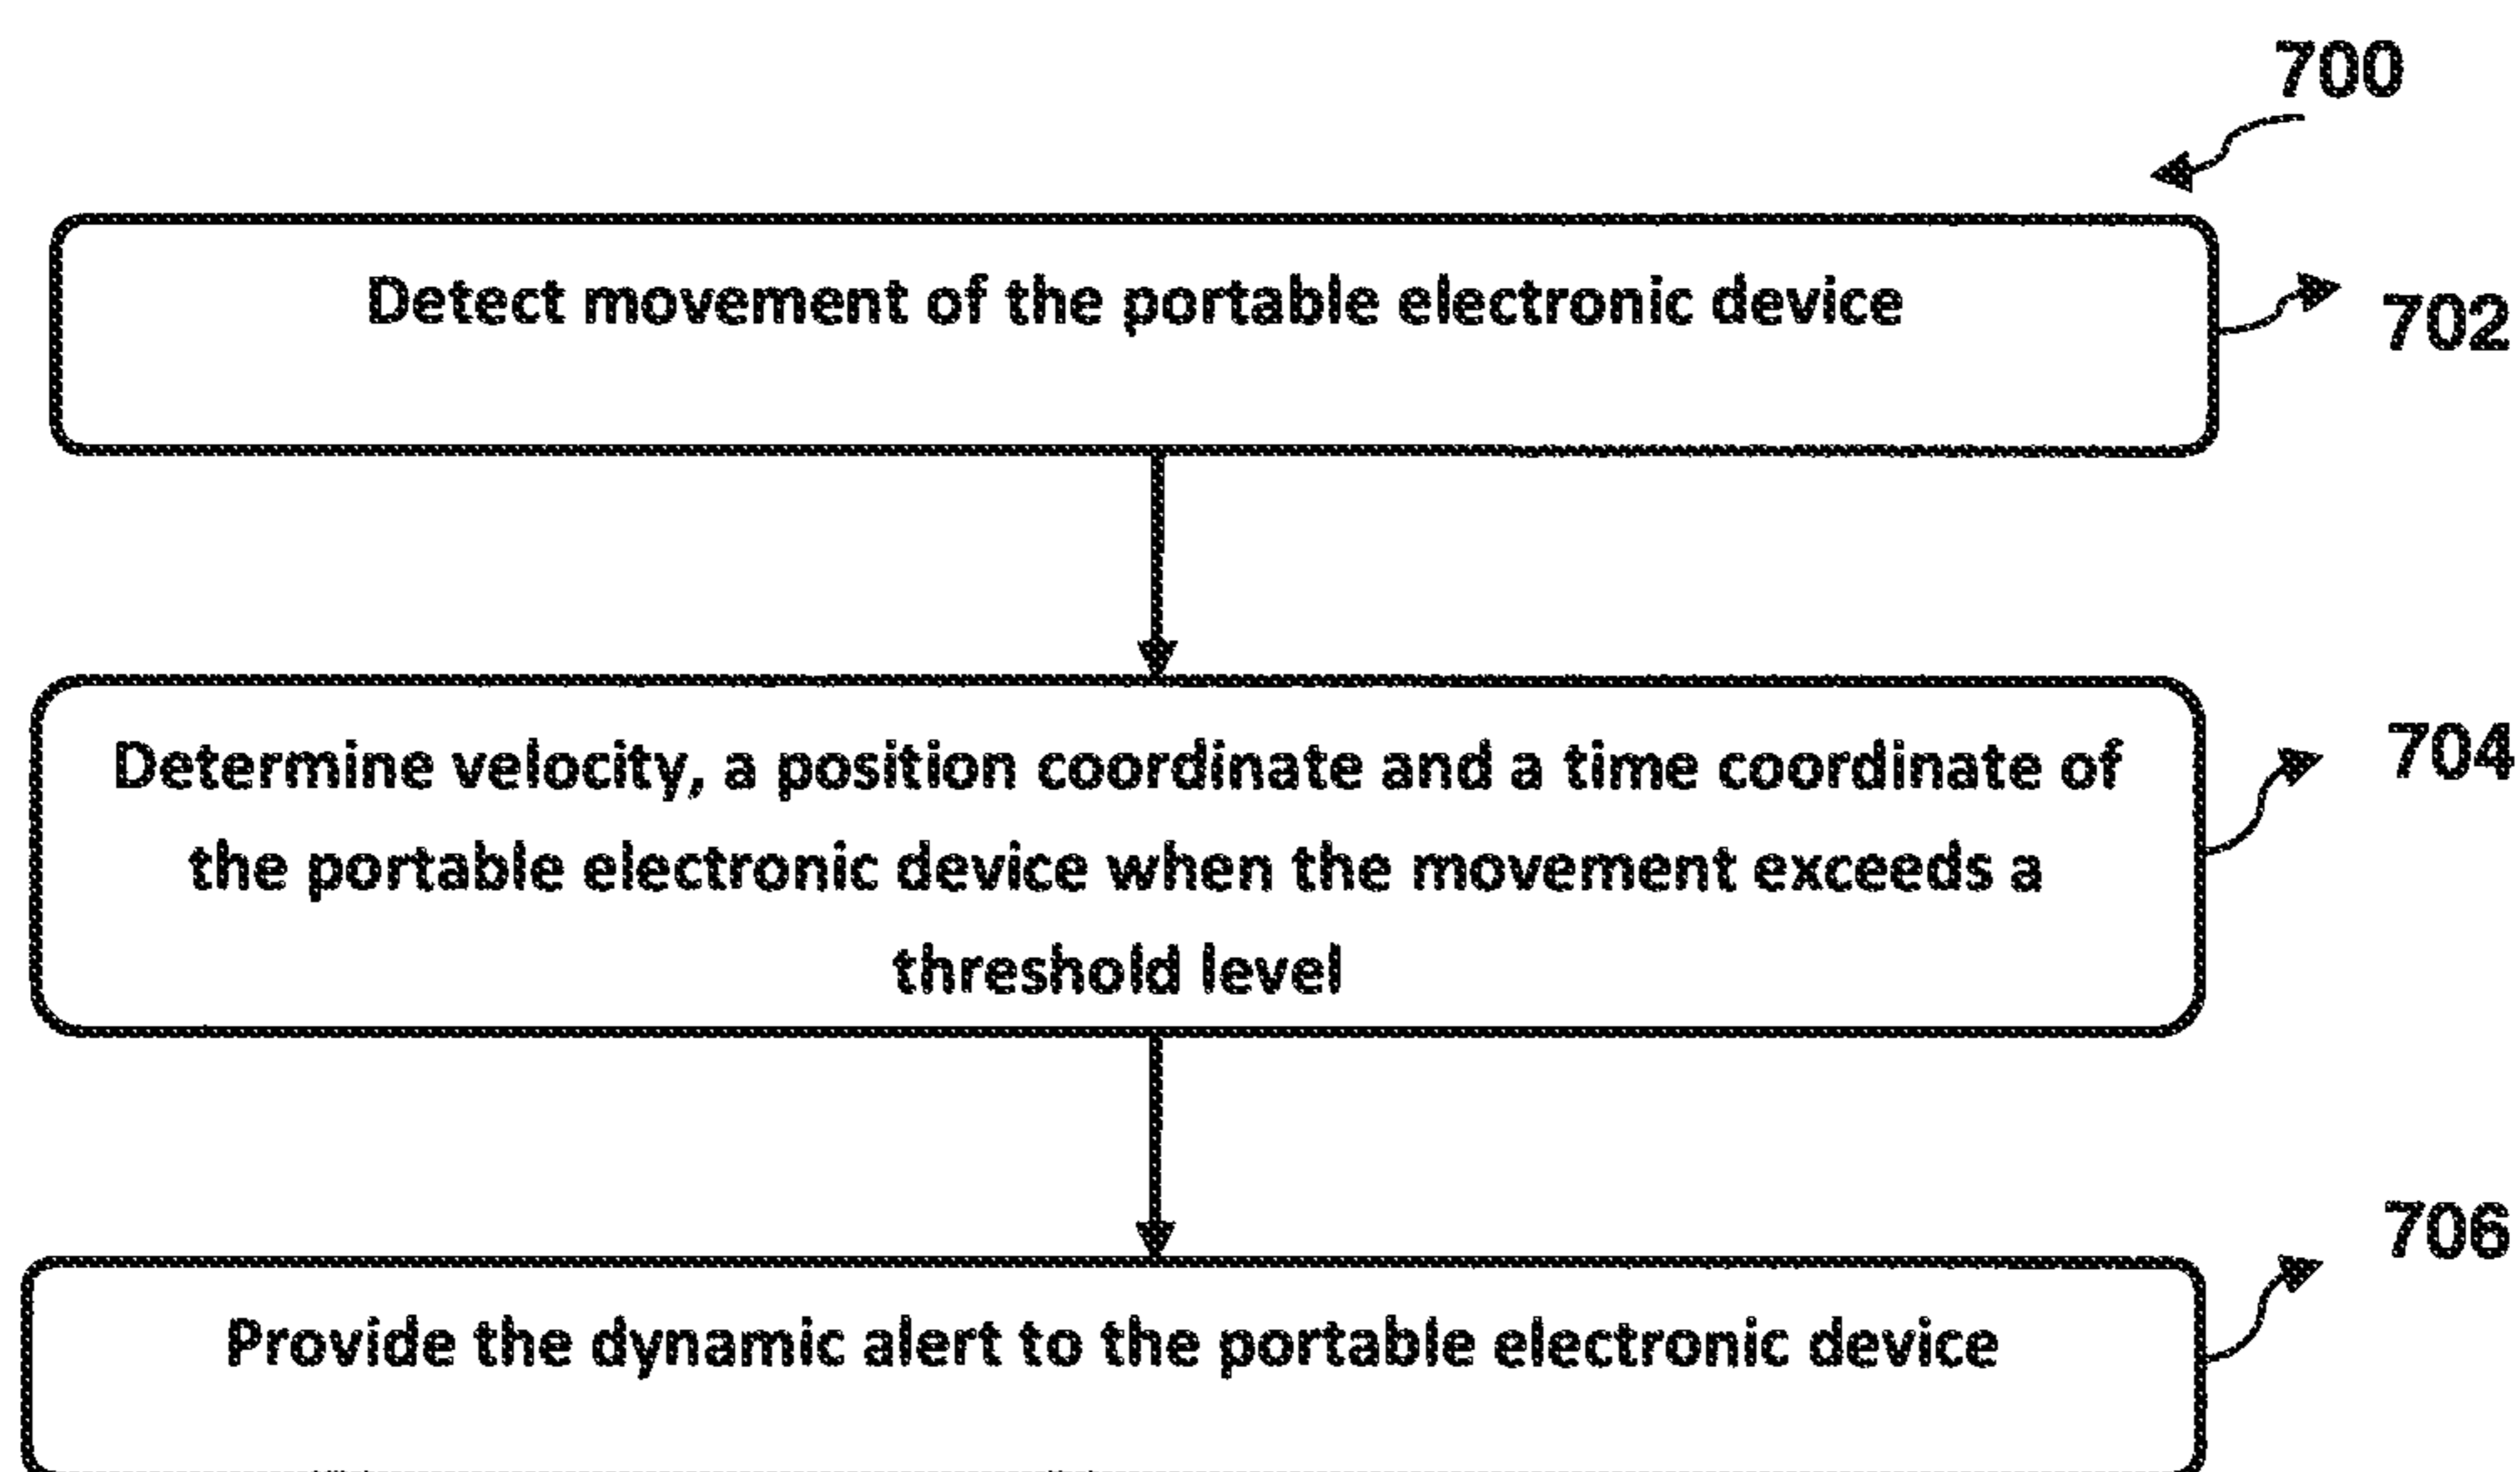 700
Detect movement of the portable electronic device
702
Determine velocity, a position coordinate and a time coordinate of
the portable electronic device when the movement exceeds a
threshold level
704
706
Provide the dynamic alert to the portable electronic device